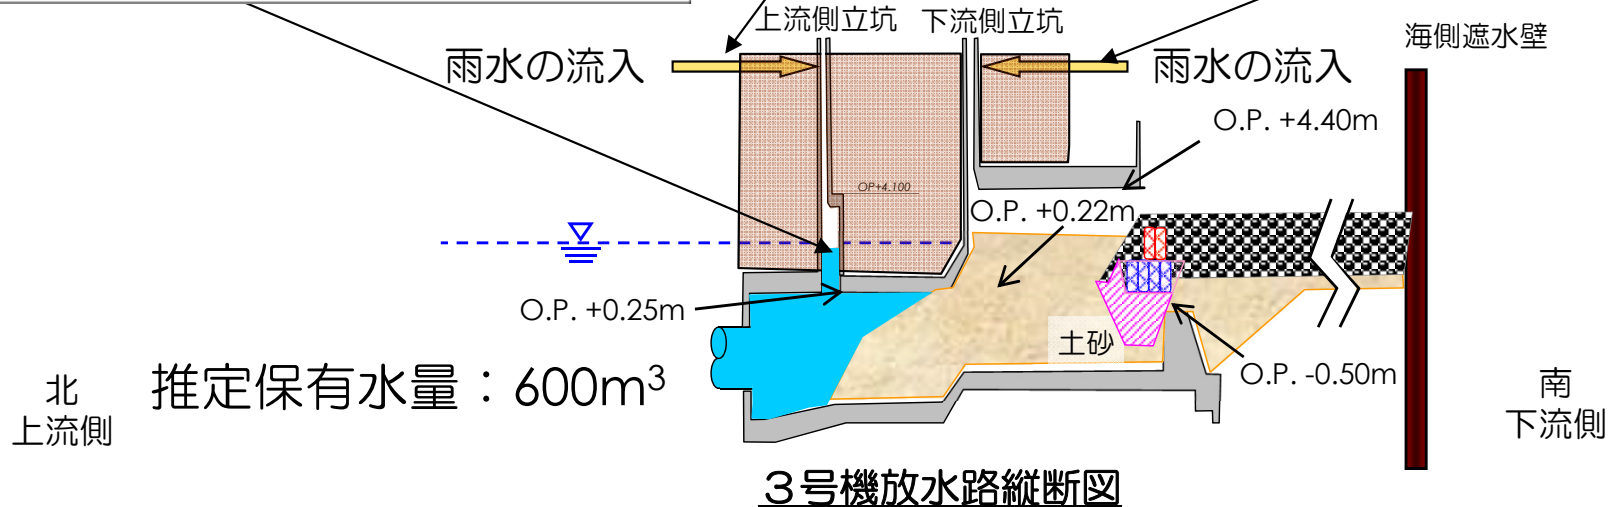 上流側立坑 下流側立坑
海側遮水壁
雨水の流入
雨水の流入
O.P. +4.40m
OP+4.100
O.P. +0.22m
O.P. +0.25m
土砂
O.P. -0.50m
推定保有水量：600m³
北
上流側
南
下流側
３号機放水路縦断図